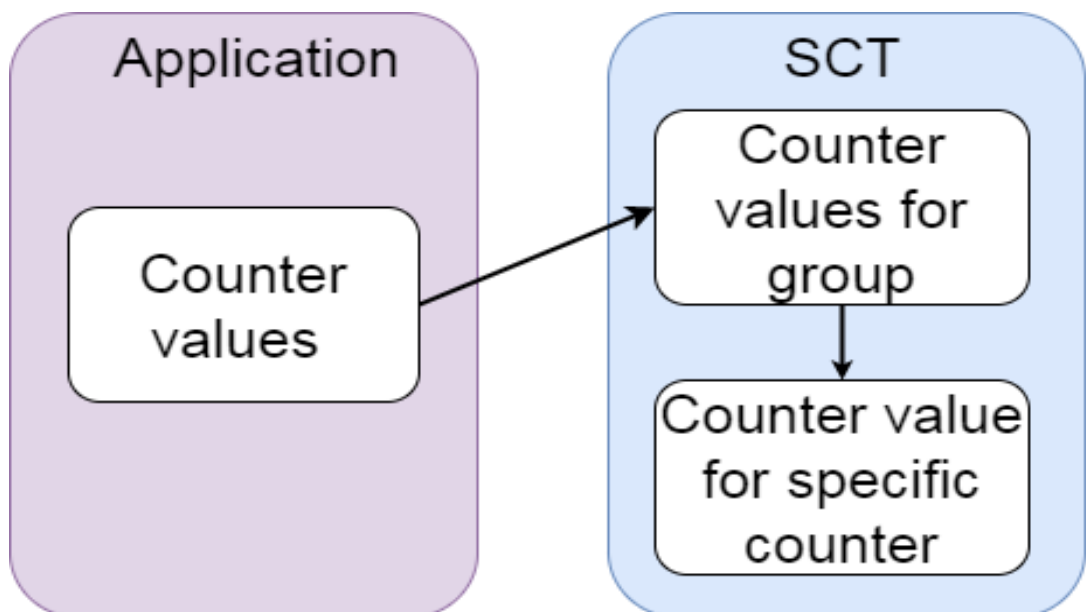 Application
Counter
values
SCT
Counter
values for
group
Counter value
for specific
counter